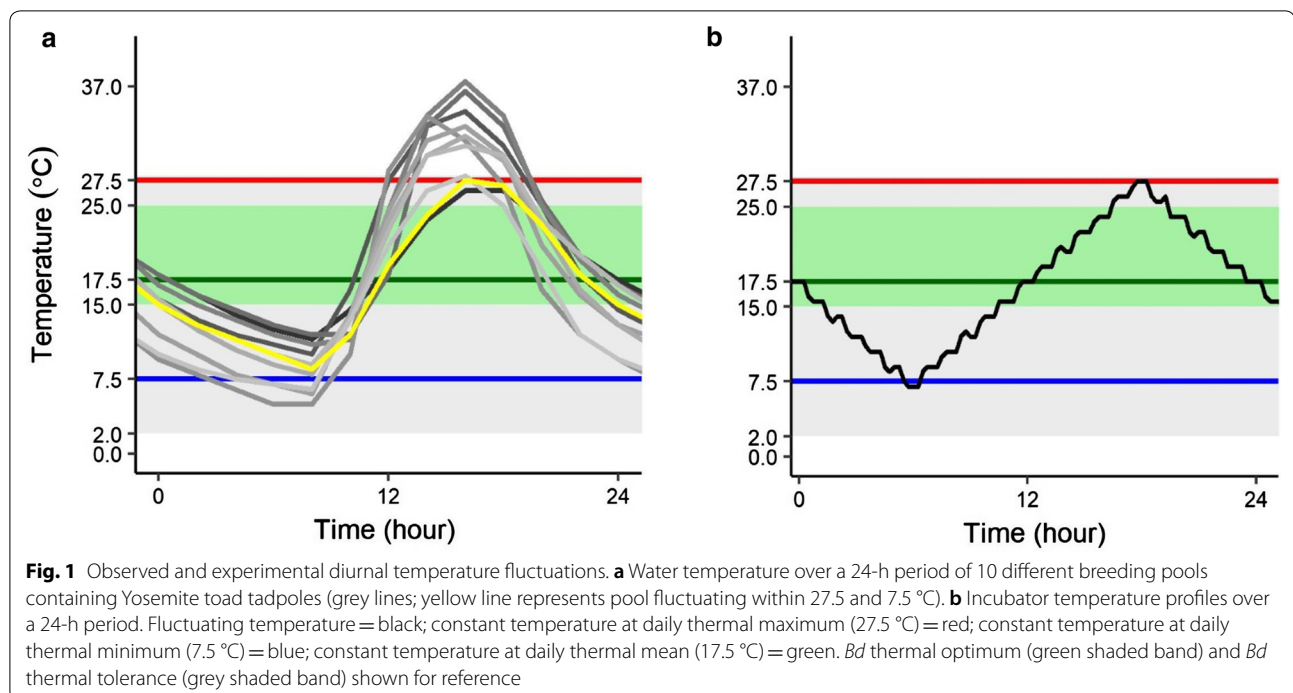 a
37.0
27.5
25.0
17.5
15.0
7.5
2.0
0.0
Temperature (°C)
0 12 24
Time (hour)
b
37.0
27.5
25.0
17.5
15.0
7.5
2.0
0.0
0 12 24
Time (hour)
Fig. 1 Observed and experimental diurnal temperature fluctuations. a Water temperature over a 24-h period of 10 different breeding pools
containing Yosemite toad tadpoles (grey lines; yellow line represents pool fluctuating within 27.5 and 7.5 °C). b Incubator temperature profiles over
a 24-h period. Fluctuating temperature = black; constant temperature at daily thermal maximum (27.5 °C) = red; constant temperature at daily
thermal minimum (7.5 °C) = blue; constant temperature at daily thermal mean (17.5 °C) = green. Bd thermal optimum (green shaded band) and Bd
thermal tolerance (grey shaded band) shown for reference